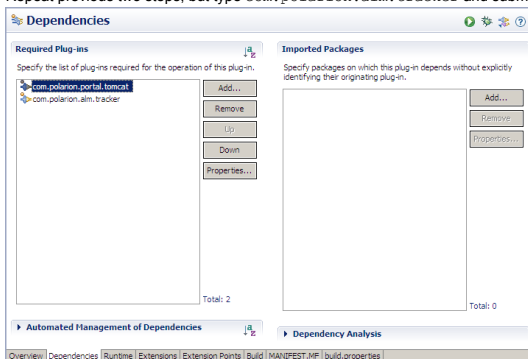 Dependencies
Required Plug-ins
Specify the list of plug-ins required for the operation of this plug-in.
com.polarion.portal.tomcat
com.polarion.alm.tracker
Add...
Remove
Up
Down
Properties...
Total: 2
Imported Packages
Specify packages on which this plug-in depends without explicitly
identifying their originating plug-in.
Add...
Remove
Properties...
Total: 0
Automated Management of Dependencies
Dependency Analysis
Overview Dependencies Runtime Extensions Extension Points Build MANIFEST.MF build.properties